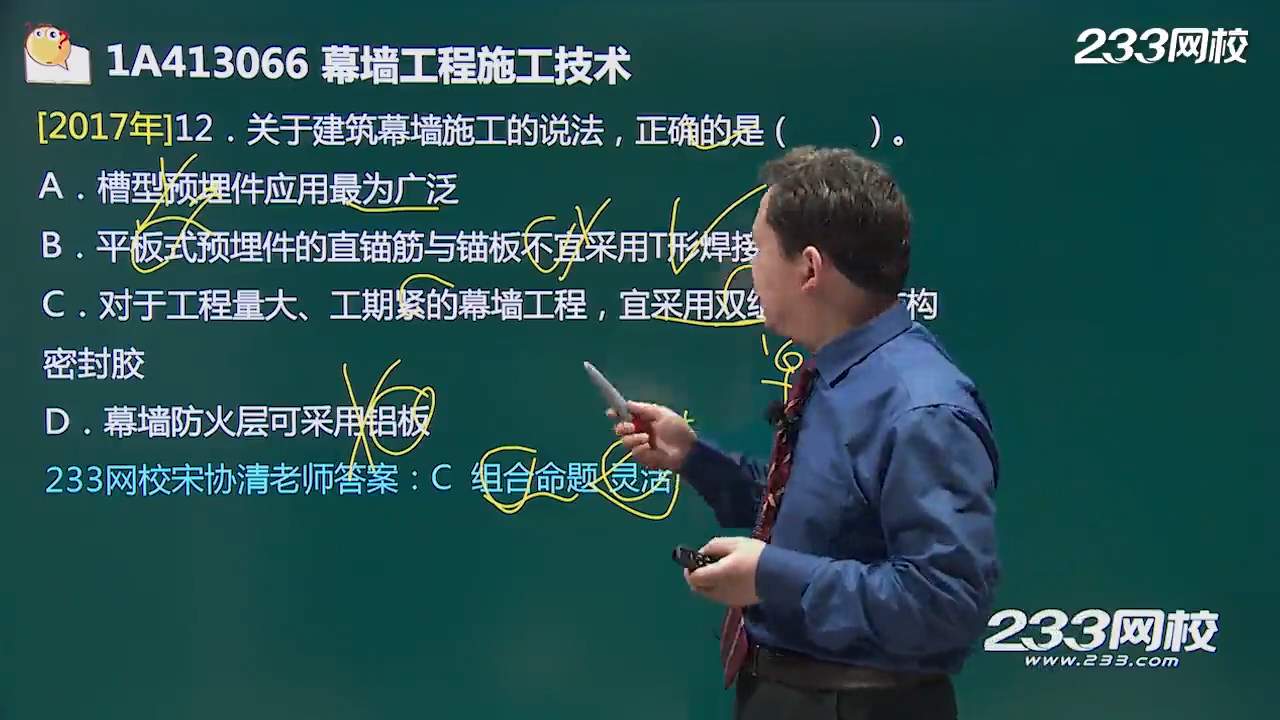 1A413066 幕墙工程施工技术
233网校
[2017年]12．关于建筑幕墙施工的说法，正确的是（ ）。
A．槽型预埋件应用最为广泛
B．平板式预埋件的直锚筋与锚板不宜采用T形焊接
C．对于工程量大、工期紧的幕墙工程，宜采用双组 构
密封胶
D．幕墙防火层可采用铝板
233网校宋协清老师答案：C 组合命题 灵活
233网校
www.233.com